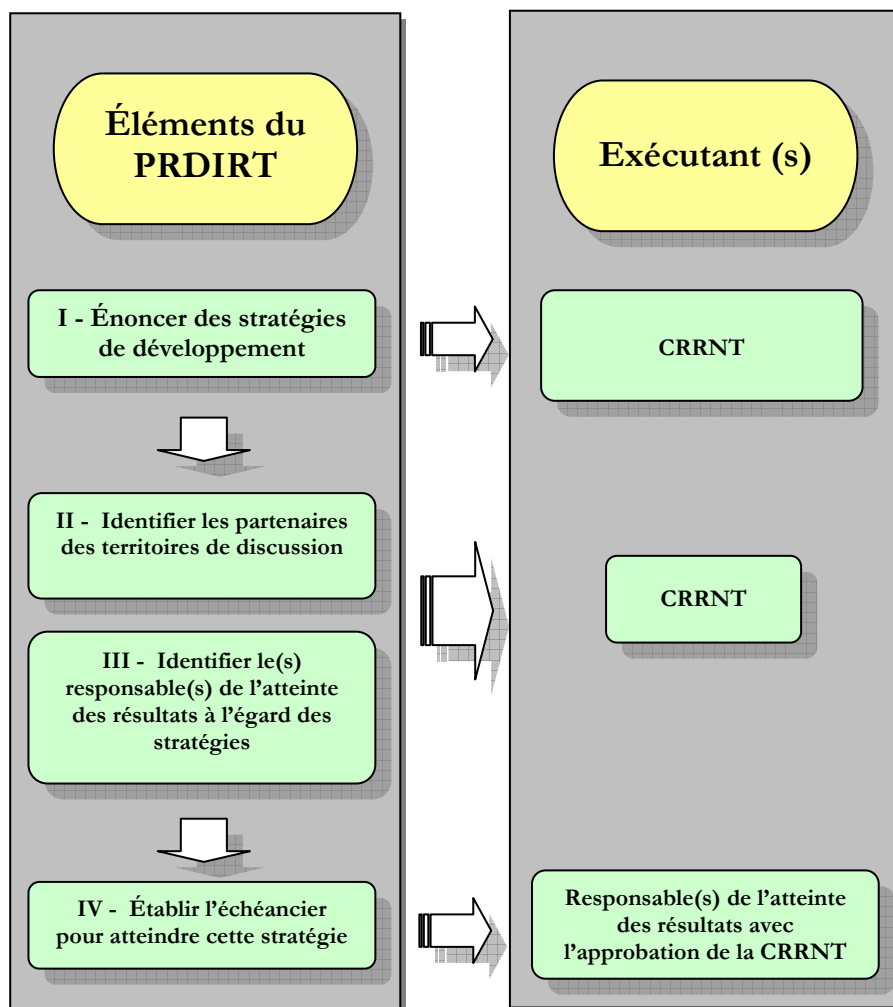 Éléments du
PRDIRT
Exécutant (s)
I - Énoncer des stratégies
de développement
CRRNT
II - Identifier les partenaires
des territoires de discussion
III - Identifier le(s)
responsable(s) de l'atteinte
des résultats à l'égard des
stratégies
CRRNT
IV - Établir l'échéancier
pour atteindre cette stratégie
Responsable(s) de l'atteinte
des résultats avec
l'approbation de la CRRNT